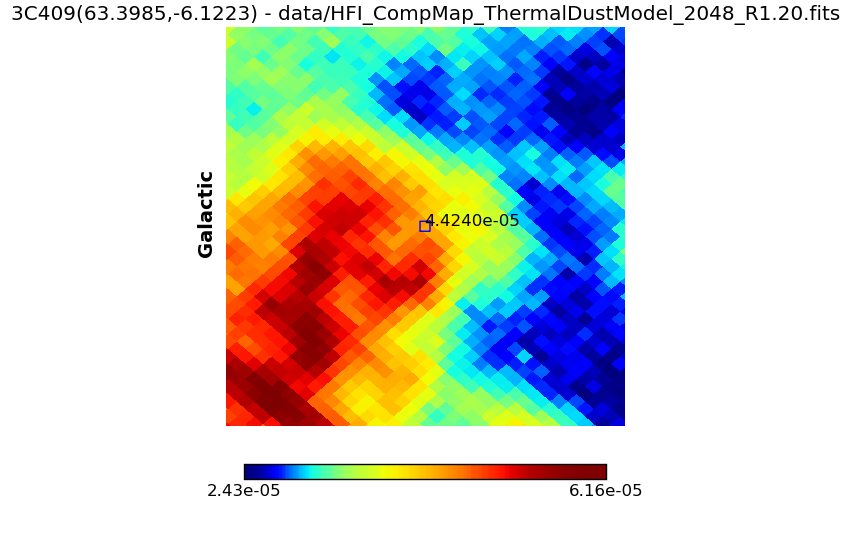 3C409(63.3985,-6.1223) - data/HFI_CompMap_ThermalDustModel_2048_R1.20.fits
Galactic
4.4240e-05
2.43e-05 6.16e-05